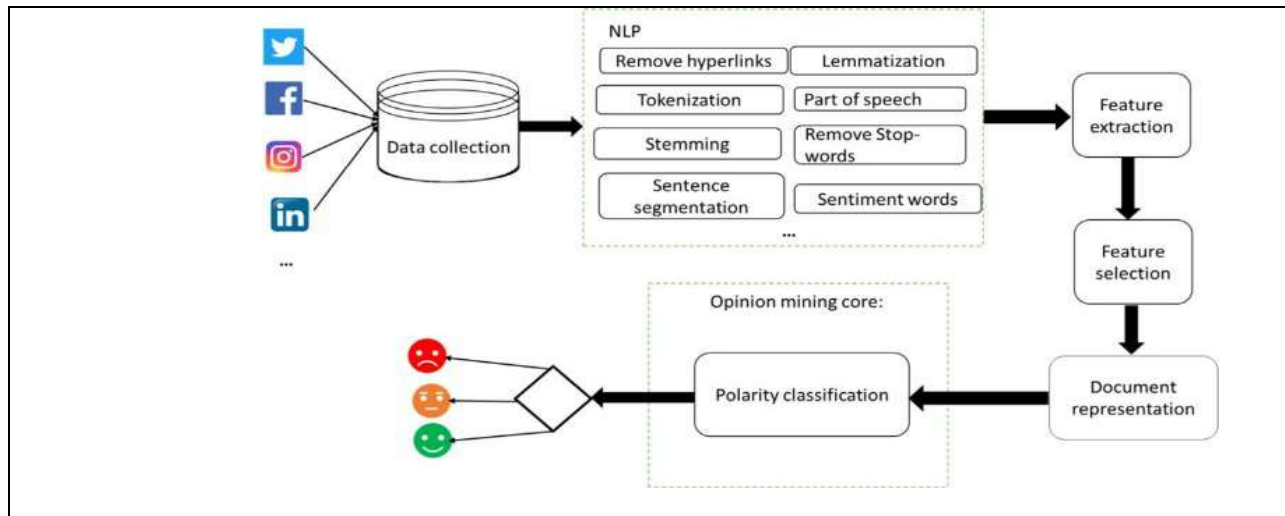 NLP
Remove hyperlinks
Lemmatization
Tokenization
Part of speech
Stemming
Remove Stop-
words
Sentence
segmentation
Sentiment words
...
Data collection
in
...
Feature
extraction
Feature
selection
Document
representation
Opinion mining core:
Polarity classification